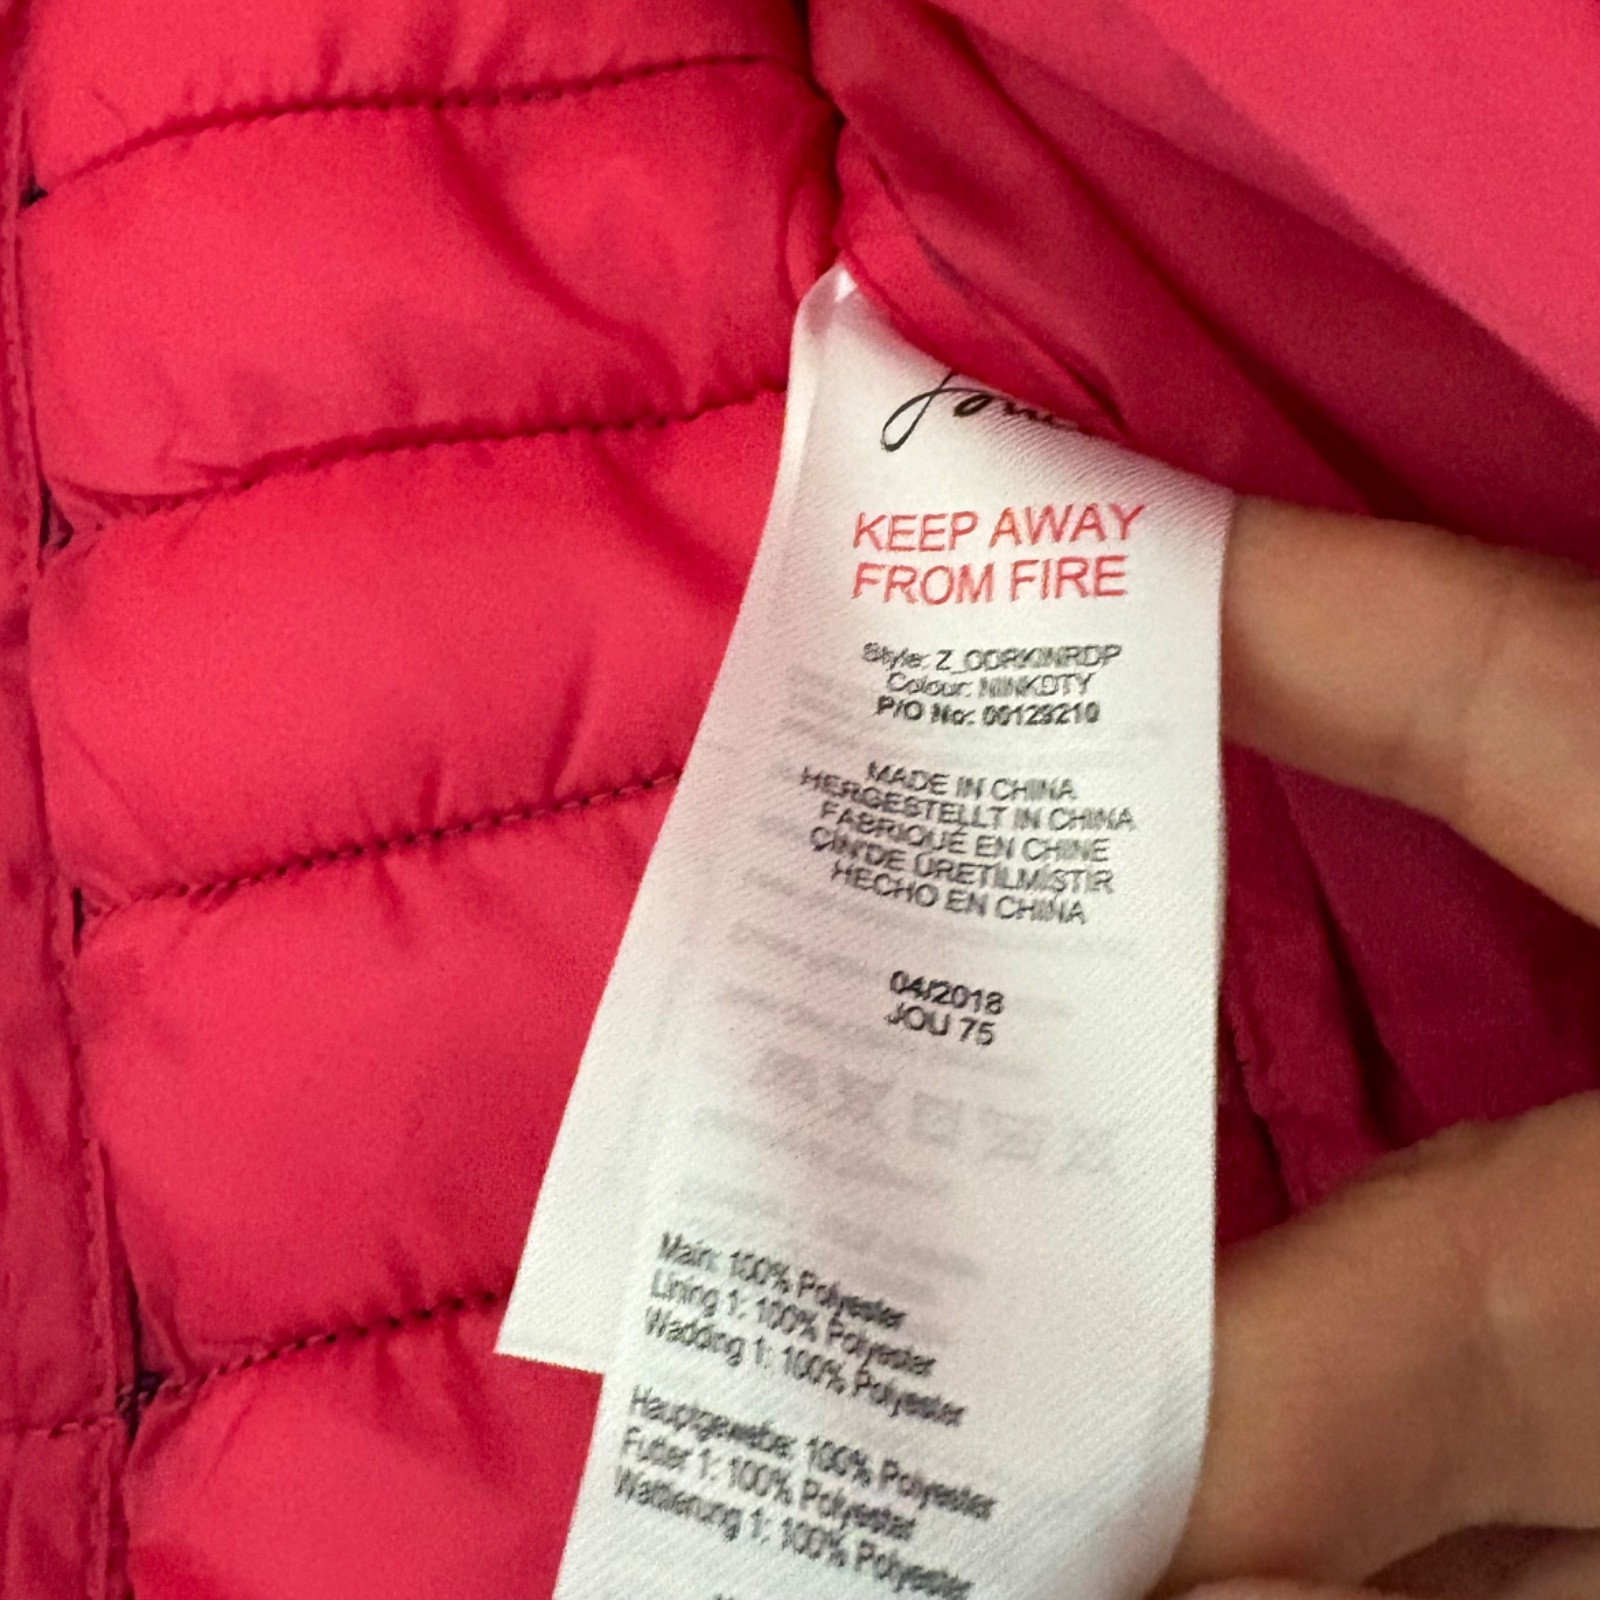 KEEP AWAY
FROM FIRE
Style:
Colour:
P/O No: 00129210
MADE IN CHINA
HERGESTELLT IN CHINA
FABRIQUÉ EN CHINE
ÇİN'DE ÜRETİLMİŞTİR
HECHO EN CHINA
04/2018
JOU 75
Main: 100% Polyester
Lining 1: 100% Polyester
Wadding 1: 100% Polyester
Hauptgewebe: 100% Polyester
Futter 1: 100% Polyester
Wattierung 1: 100% Polyester